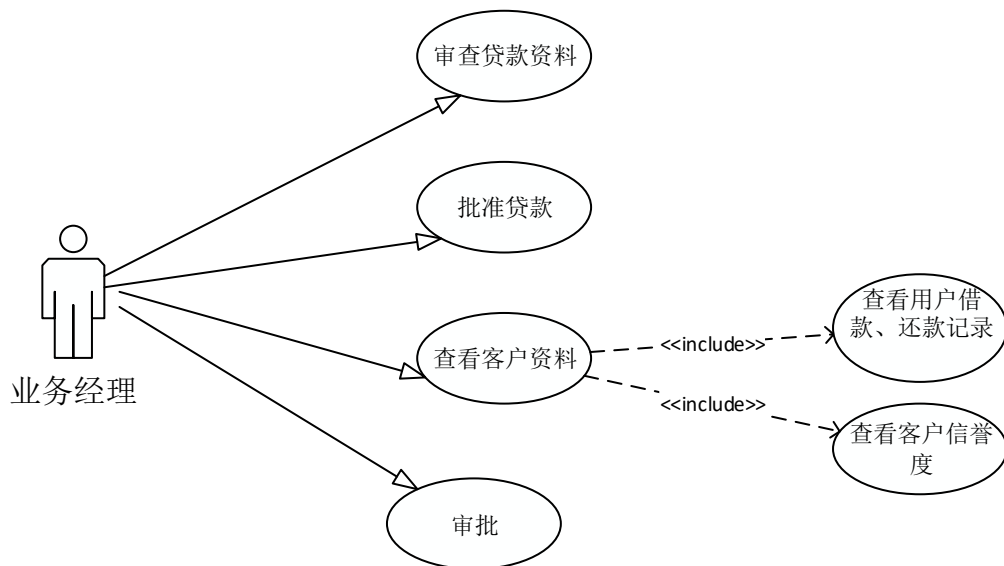 审查贷款资料
批准贷款
业务经理
查看客户资料
<<include>>
查看用户借
款、还款记录
<<include>>
查看客户信誉
度
审批